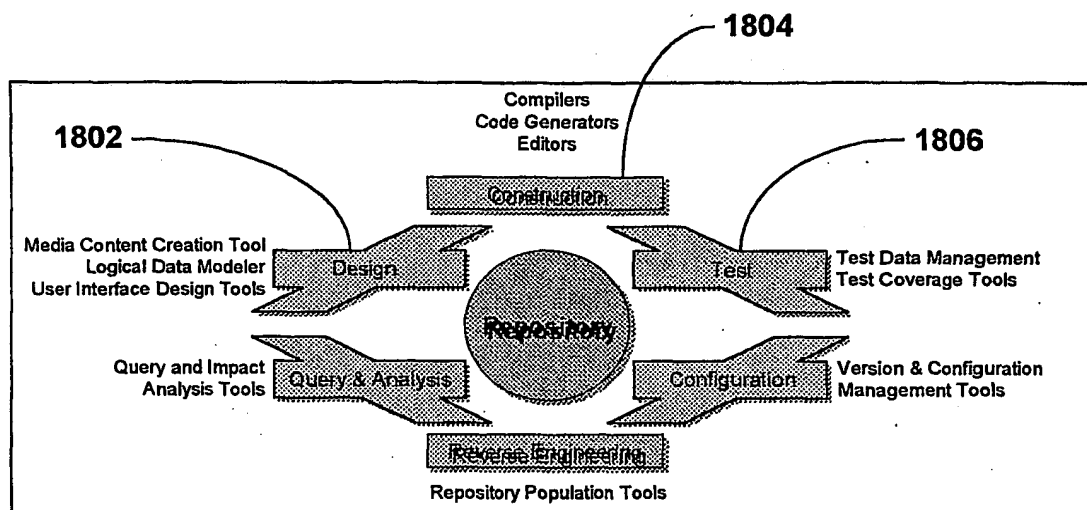 1804
Compilers
Code Generators
Editors
1802
1806
Construction
Media Content Creation Tool
Logical Data Modeler
User Interface Design Tools
Design
Test
Test Data Management
Test Coverage Tools
Repository
Query and Impact
Analysis Tools
Query & Analysis
Configuration
Version & Configuration
Management Tools
Reverse Engineering
Repository Population Tools